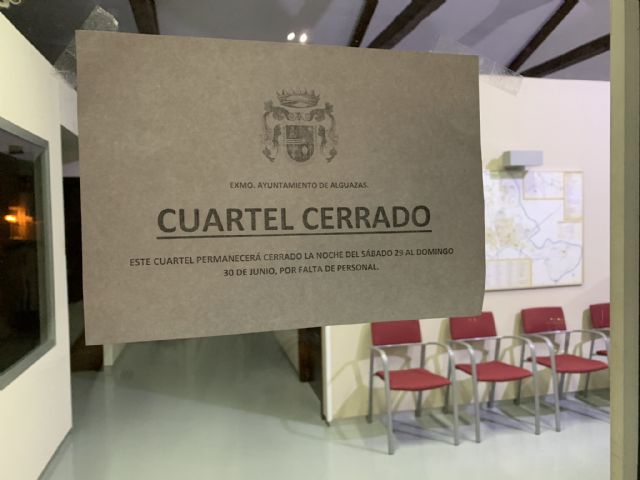 EXMO. AYUNTAMIENTO DE ALGUAZAS.
CUARTEL CERRADO
ESTE CUARTEL PERMANECERÁ CERRADO LA NOCHE DEL SÁBADO 29 AL DOMINGO
30 DE JUNIO, POR FALTA DE PERSONAL.